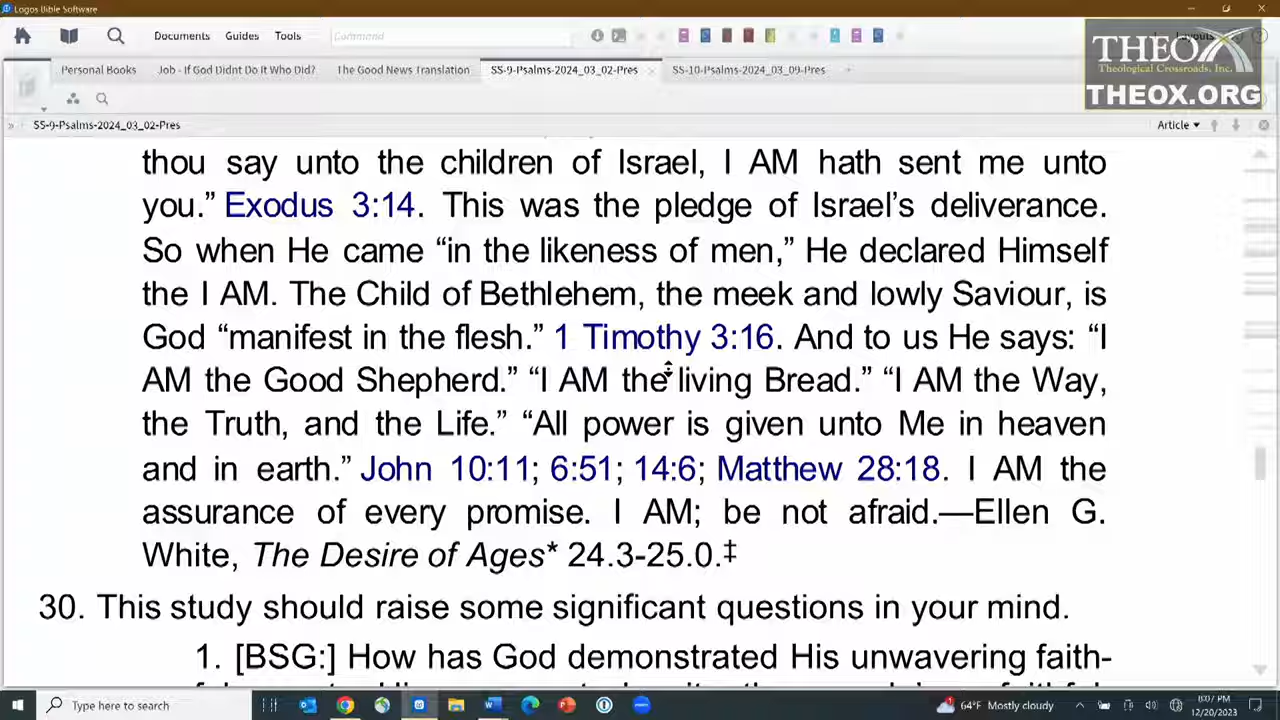 Logos Bible Software
Documents Guides Tools Command Layouts
THEOX
Theological Crossroads, Inc.
THEOX.ORG
Personal Books Job - If God Didnt Do It Who Did? The Good News SS-9-Psalms-2024_03_02-Pres SS-10-Psalms-2024_03_09-Pres
SS-9-Psalms-2024_03_02-Pres Article
thou say unto the children of Israel, I AM hath sent me unto
you.” Exodus 3:14. This was the pledge of Israel’s deliverance.
So when He came “in the likeness of men,” He declared Himself
the I AM. The Child of Bethlehem, the meek and lowly Saviour, is
God “manifest in the flesh.” 1 Timothy 3:16. And to us He says: “I
AM the Good Shepherd.” “I AM the living Bread.” “I AM the Way,
the Truth, and the Life.” “All power is given unto Me in heaven
and in earth.” John 10:11; 6:51; 14:6; Matthew 28:18. I AM the
assurance of every promise. I AM; be not afraid.—Ellen G.
White, The Desire of Ages* 24.3-25.0.‡
30. This study should raise some significant questions in your mind.
1. [BSG:] How has God demonstrated His unwavering faith-
Type here to search 64°F Mostly cloudy 8:07 PM
12/20/2023